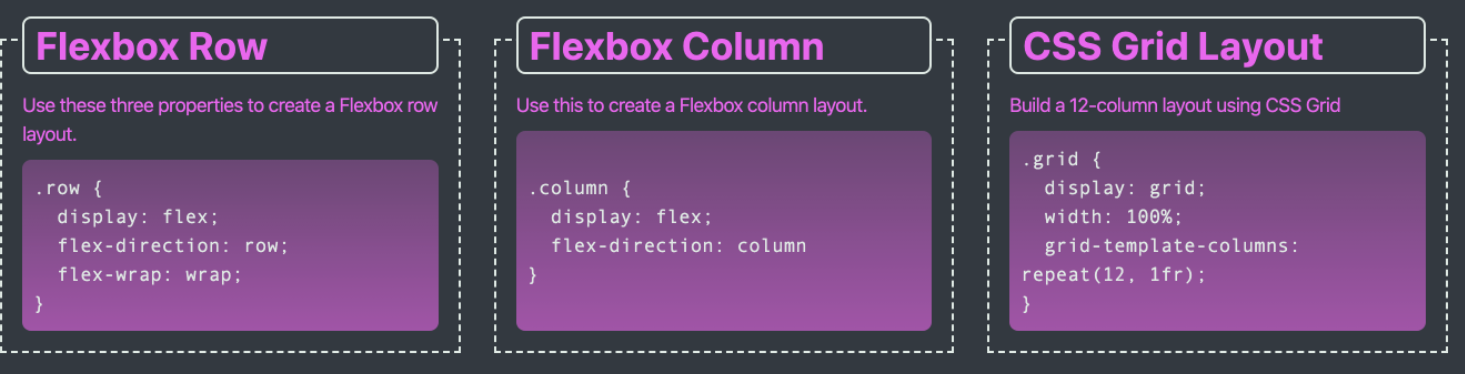 Flexbox Row
Use these three properties to create a Flexbox row
layout.
.row {
  display: flex;
  flex-direction: row;
  flex-wrap: wrap;
}
Flexbox Column
Use this to create a Flexbox column layout.
.column {
  display: flex;
  flex-direction: column
}
CSS Grid Layout
Build a 12-column layout using CSS Grid
.grid {
  display: grid;
  width: 100%;
  grid-template-columns:
repeat(12, 1fr);
}